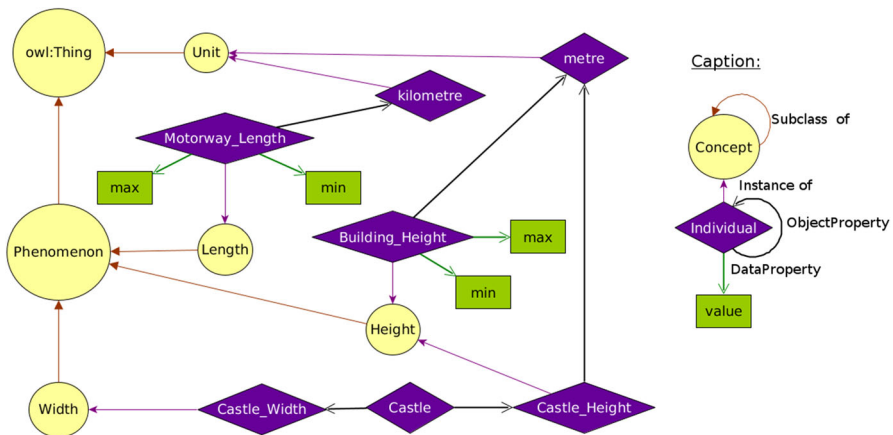 owl:Thing
Unit
metre
kilometre
Motorway_Length
max
min
Phenomenon
Length
Building_Height
max
min
Height
Width
Castle_Width
Castle
Castle_Height
Caption:
Subclass of
Concept
Instance of
Individual
ObjectProperty
DataProperty
value